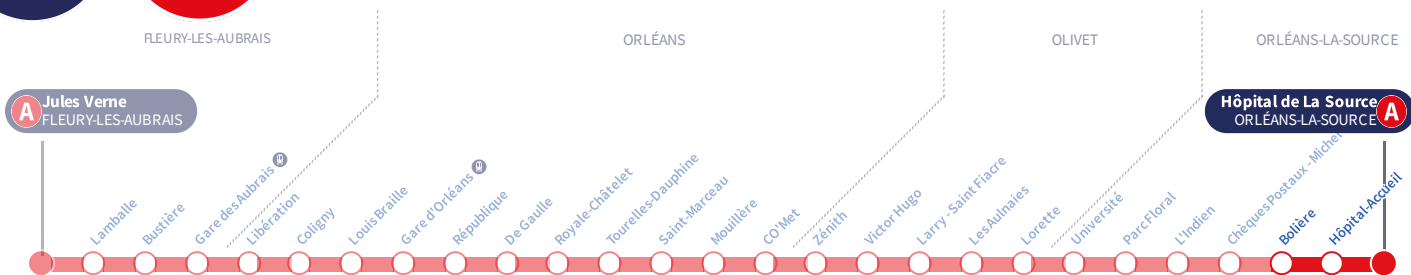 FLEURY-LES-AUBRAIS
ORLÉANS
OLIVET
ORLÉANS-LA-SOURCE
A
Jules Verne
FLEURY-LES-AUBRAIS
Hôpital de La Source
ORLÉANS-LA-SOURCE
A
Lamballe
Bustière
Gare des Aubrais
Libération
Coligny
Louis Braille
Gare d'Orléans
République
De Gaulle
Royale-Châtelet
Tourelles-Dauphine
Saint-Marceau
Mouillère
CO'Met
Zénith
Victor Hugo
Larry - Saint Fiacre
Les Aulnaies
Lorette
Université
Parc Floral
L'Indien
Chèques Postaux - Michel
Bolière
Hôpital-Accueil